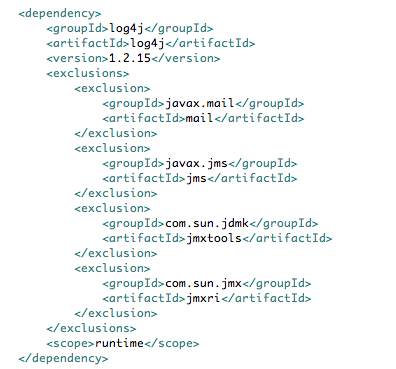 <dependency>
    <groupId>log4j</groupId>
    <artifactId>log4j</artifactId>
    <version>1.2.15</version>
    <exclusions>
        <exclusion>
            <groupId>javax.mail</groupId>
            <artifactId>mail</artifactId>
        </exclusion>
        <exclusion>
            <groupId>javax.jms</groupId>
            <artifactId>jms</artifactId>
        </exclusion>
        <exclusion>
            <groupId>com.sun.jdmk</groupId>
            <artifactId>jmxtools</artifactId>
        </exclusion>
        <exclusion>
            <groupId>com.sun.jmx</groupId>
            <artifactId>jmxri</artifactId>
        </exclusion>
    </exclusions>
    <scope>runtime</scope>
</dependency>